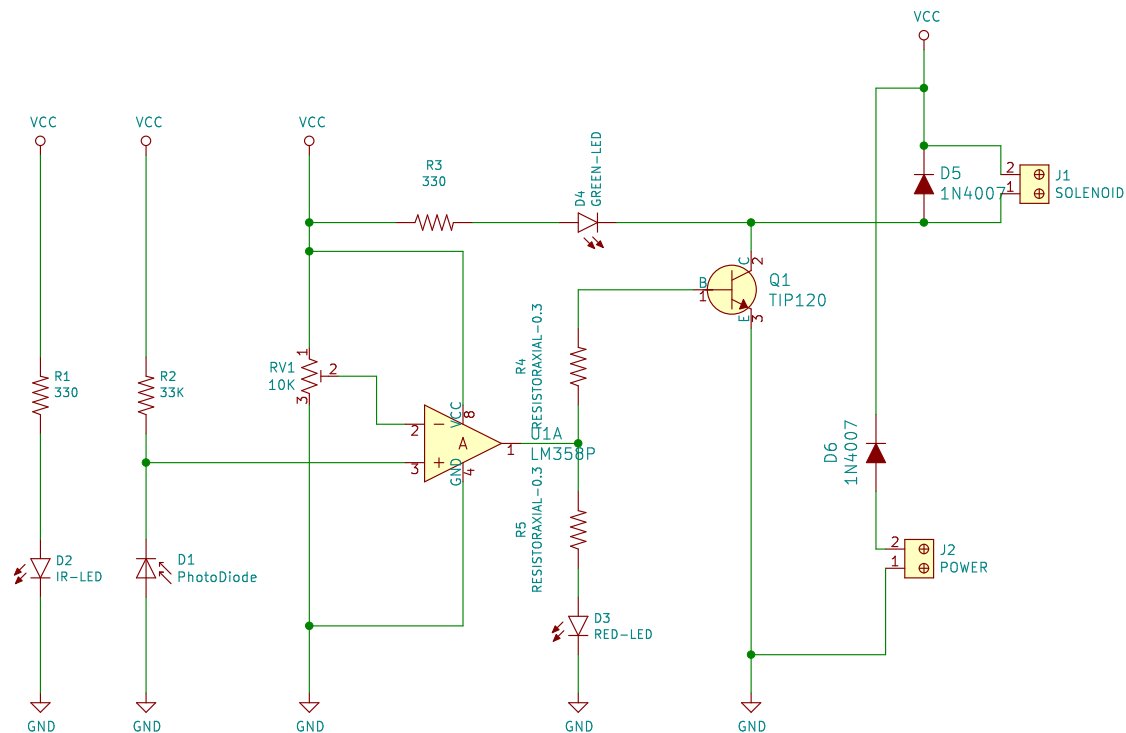 VCC
VCC
VCC
VCC
R3
330
D4
GREEN-LED
D5
1N4007
2
1
J1
SOLENOID
B
1
C
2
E
3
Q1
TIP120
R1
330
R2
33K
RV1
10K
1
2
3
R4
RESISTORAXIAL-0.3
2
3
-
+
A
VCC
8
GND
4
1
U1A
LM358P
D6
1N4007
R5
RESISTORAXIAL-0.3
D2
IR-LED
D1
PhotoDiode
D3
RED-LED
2
1
J2
POWER
GND
GND
GND
GND
GND